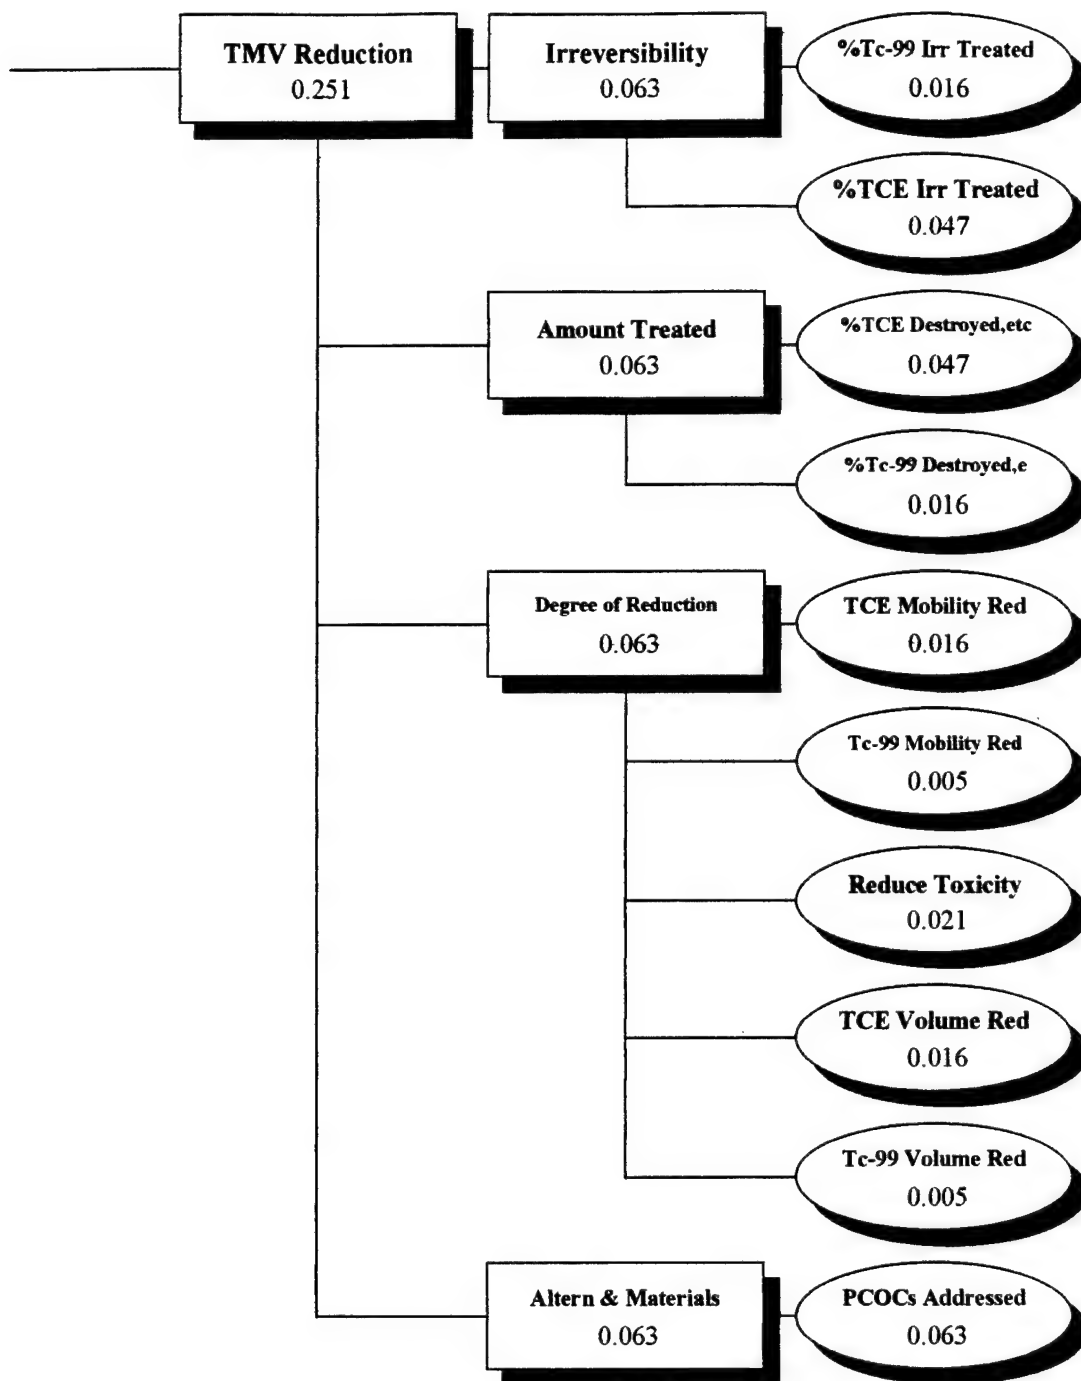 TMV Reduction
0.251
Irreversibility
0.063
%Tc-99 Irr Treated
0.016
%TCE Irr Treated
0.047
Amount Treated
0.063
%TCE Destroyed,etc
0.047
%Tc-99 Destroyed,e
0.016
Degree of Reduction
0.063
TCE Mobility Red
0.016
Tc-99 Mobility Red
0.005
Reduce Toxicity
0.021
TCE Volume Red
0.016
Tc-99 Volume Red
0.005
Altern & Materials
0.063
PCOCs Addressed
0.063